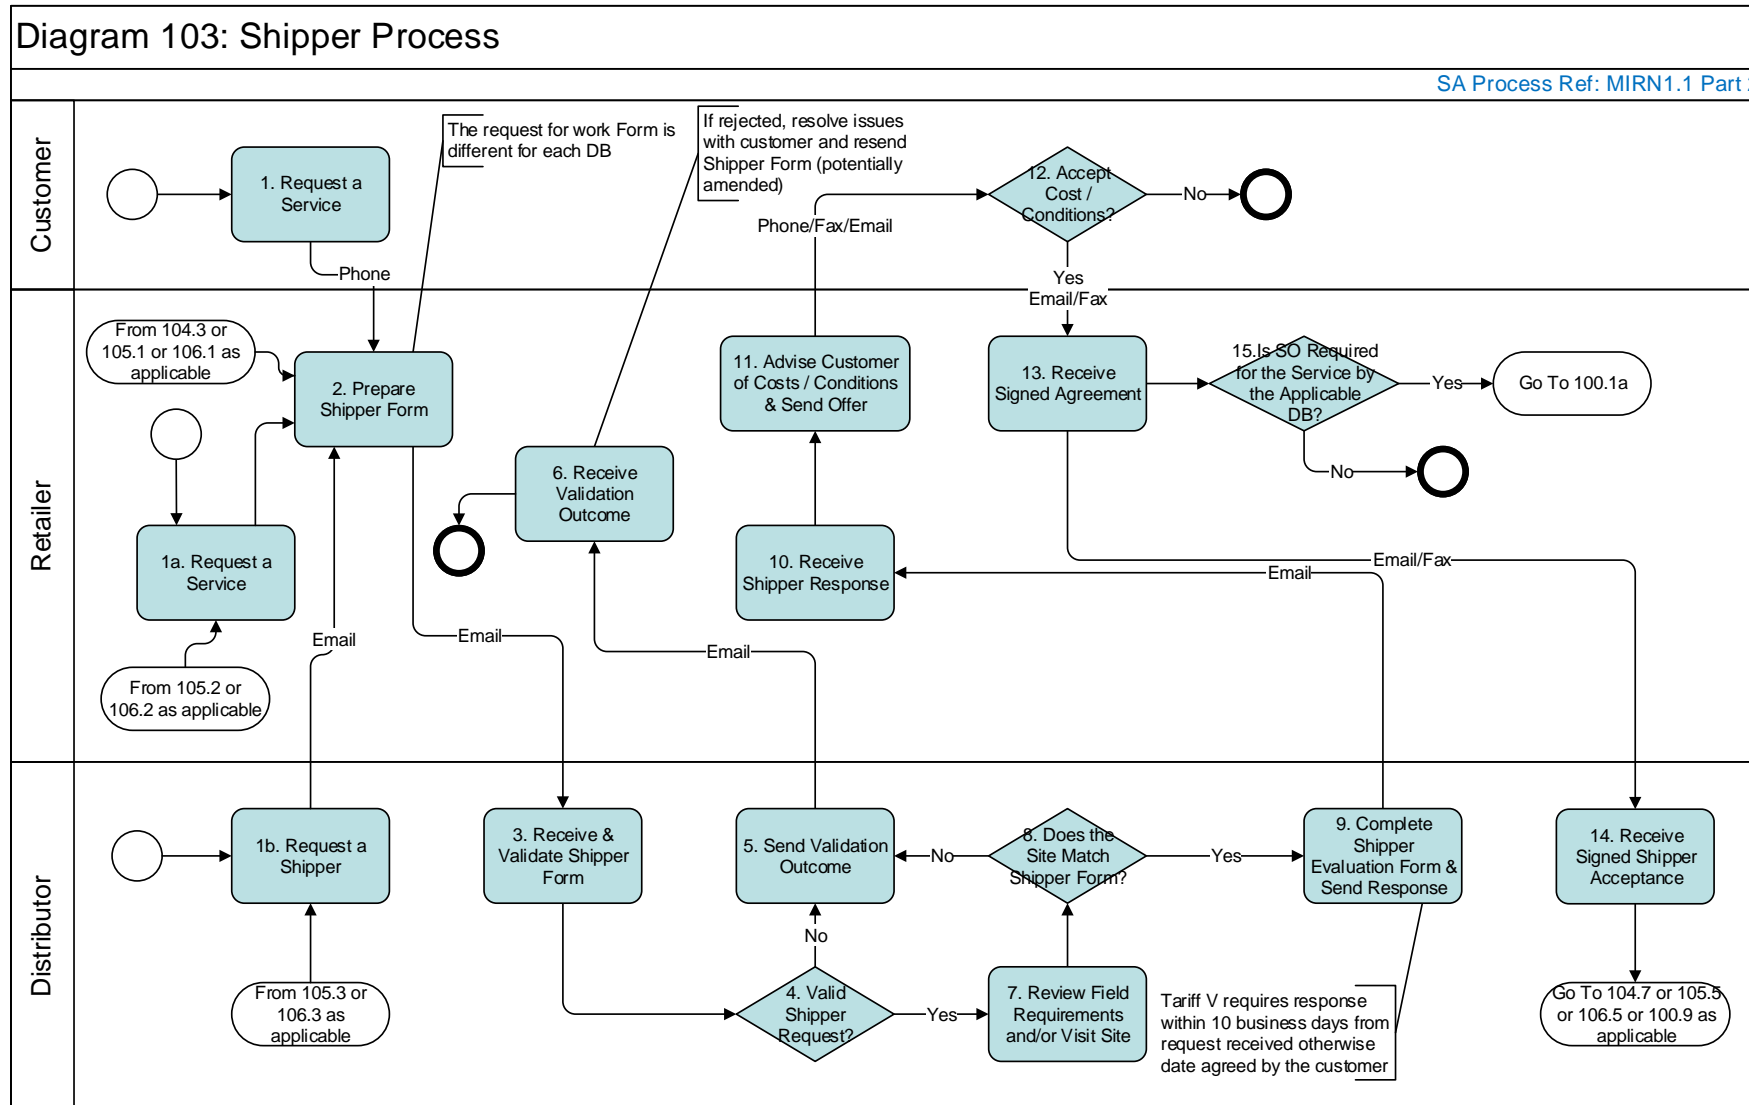 Diagram 103: Shipper Process
SA Process Ref: MIRN1.1 Part
Customer
1. Request a
Service
Phone
The request for work Form is
different for each DB
If rejected, resolve issues
with customer and resend
Shipper Form (potentially
amended)
Phone/Fax/Email
12. Accept
Cost /
Conditions?
No
Yes
Email/Fax
Retailer
From 104.3 or
105.1 or 106.1 as
applicable
2. Prepare
Shipper Form
1a. Request a
Service
From 105.2 or
106.2 as applicable
Email
Email
6. Receive
Validation
Outcome
Email
11. Advise Customer
of Costs / Conditions
& Send Offer
10. Receive
Shipper Response
Email
13. Receive
Signed Agreement
15.Is SO Required
for the Service by
the Applicable
DB?
Yes
Go To 100.1a
No
Email/Fax
Distributor
1b. Request a
Shipper
From 105.3 or
106.3 as
applicable
3. Receive &
Validate Shipper
Form
5. Send Validation
Outcome
No
4. Valid
Shipper
Request?
Yes
7. Review Field
Requirements
and/or Visit Site
8. Does the
Site Match
Shipper Form?
No
Yes
9. Complete
Shipper
Evaluation Form &
Send Response
Tariff V requires response
within 10 business days from
request received otherwise
date agreed by the customer
14. Receive
Signed Shipper
Acceptance
Go To 104.7 or 105.5
or 106.5 or 100.9 as
applicable